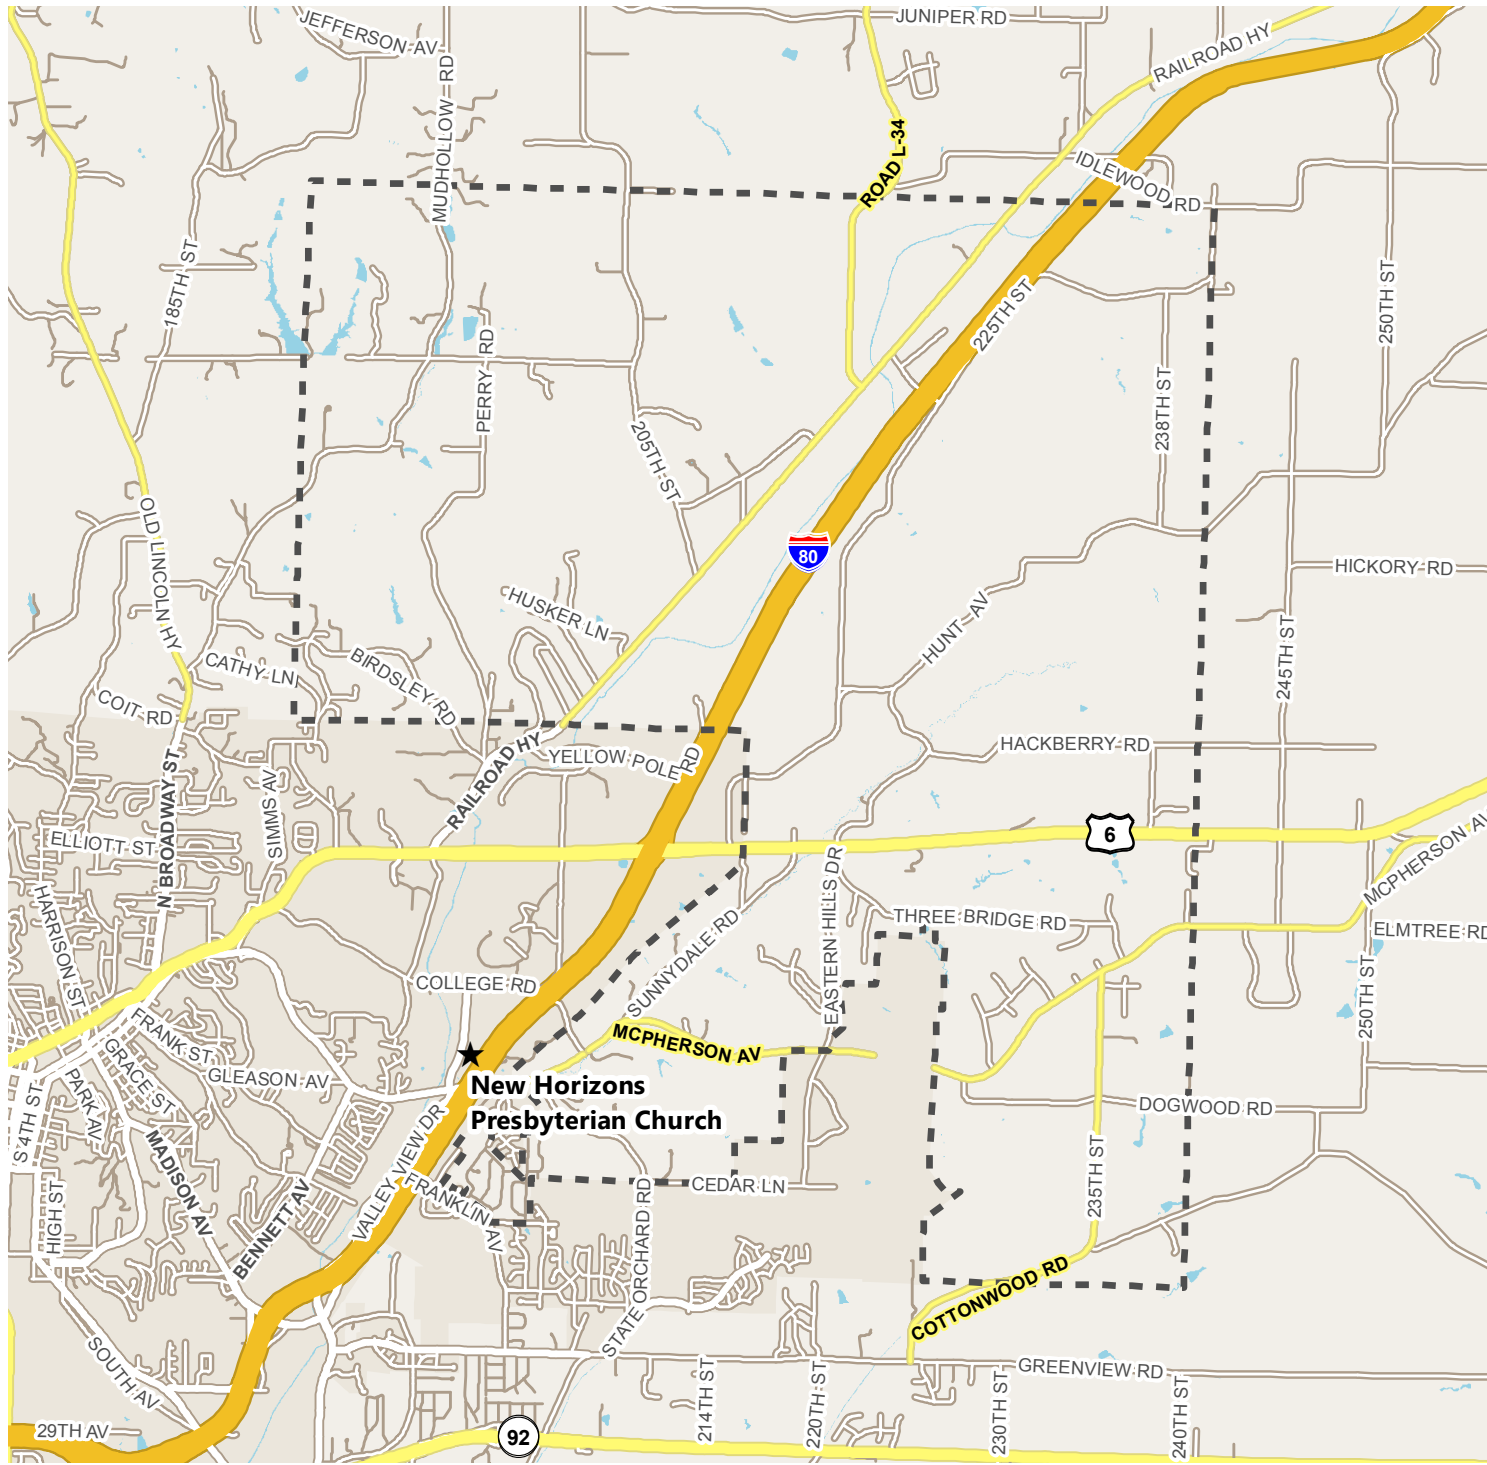 JUNIPER RD
JEFFERSON AV
RAILROAD HY
MUDHOLLOW RD
ROAD L-34
IDLEWOOD RD
185TH ST
225TH ST
250TH ST
PERRY RD
238TH ST
205TH ST
OLD LINCOLN HY
80
HICKORY RD
HUSKER LN
HUNT AV
245TH ST
CATHY LN
BIRDSLEY RD
COIT RD
HACKBERRY RD
YELLOW POLE RD
RAILROAD HY
N BROADWAY ST
SIMMS AV
ELLIOTT ST
6
MCPHERSON AV
HARRISON ST
EASTERN HILLS DR
THREE BRIDGE RD
ELMTREE RD
SUNNYDALE RD
COLLEGE RD
250TH ST
FRANK ST
GRACE ST
MCPHERSON AV
GLEASON AV
PARK AV
New Horizons
Presbyterian Church
S 4TH ST
DOGWOOD RD
VALLEY VIEW DR
MADISON AV
235TH ST
CEDAR LN
FRANKLIN AV
HIGH ST
BENNETT AV
STATE ORCHARD RD
COTTONWOOD RD
SOUTH AV
GREENVIEW RD
214TH ST
220TH ST
230TH ST
240TH ST
29TH AV
92